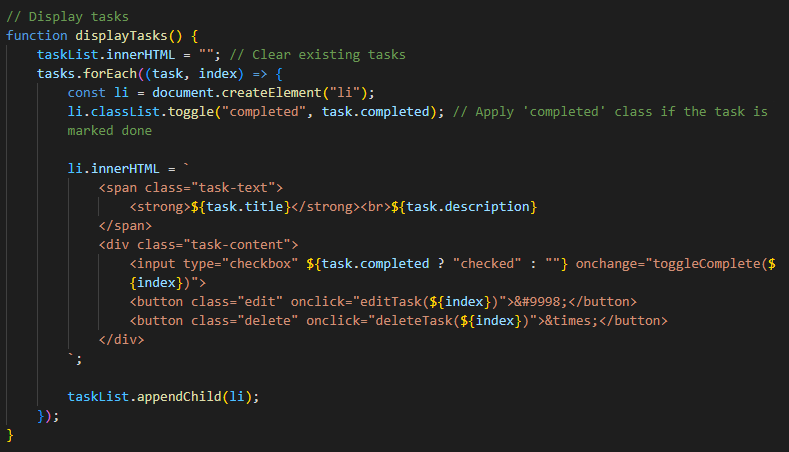 // Display tasks
function displayTasks() {
    taskList.innerHTML = ""; // Clear existing tasks
    tasks.forEach((task, index) => {
        const li = document.createElement("li");
        li.classList.toggle("completed", task.completed); // Apply 'completed' class if the task is
        marked done

        li.innerHTML = `
            <span class="task-text">
                <strong>${task.title}</strong><br>${task.description}
            </span>
            <div class="task-content">
                <input type="checkbox" ${task.completed ? "checked" : ""} onchange="toggleComplete($
                {index})">
                <button class="edit" onclick="editTask(${index})">&#9998;</button>
                <button class="delete" onclick="deleteTask(${index})">&times;</button>
            </div>
        `;

        taskList.appendChild(li);
    });
}